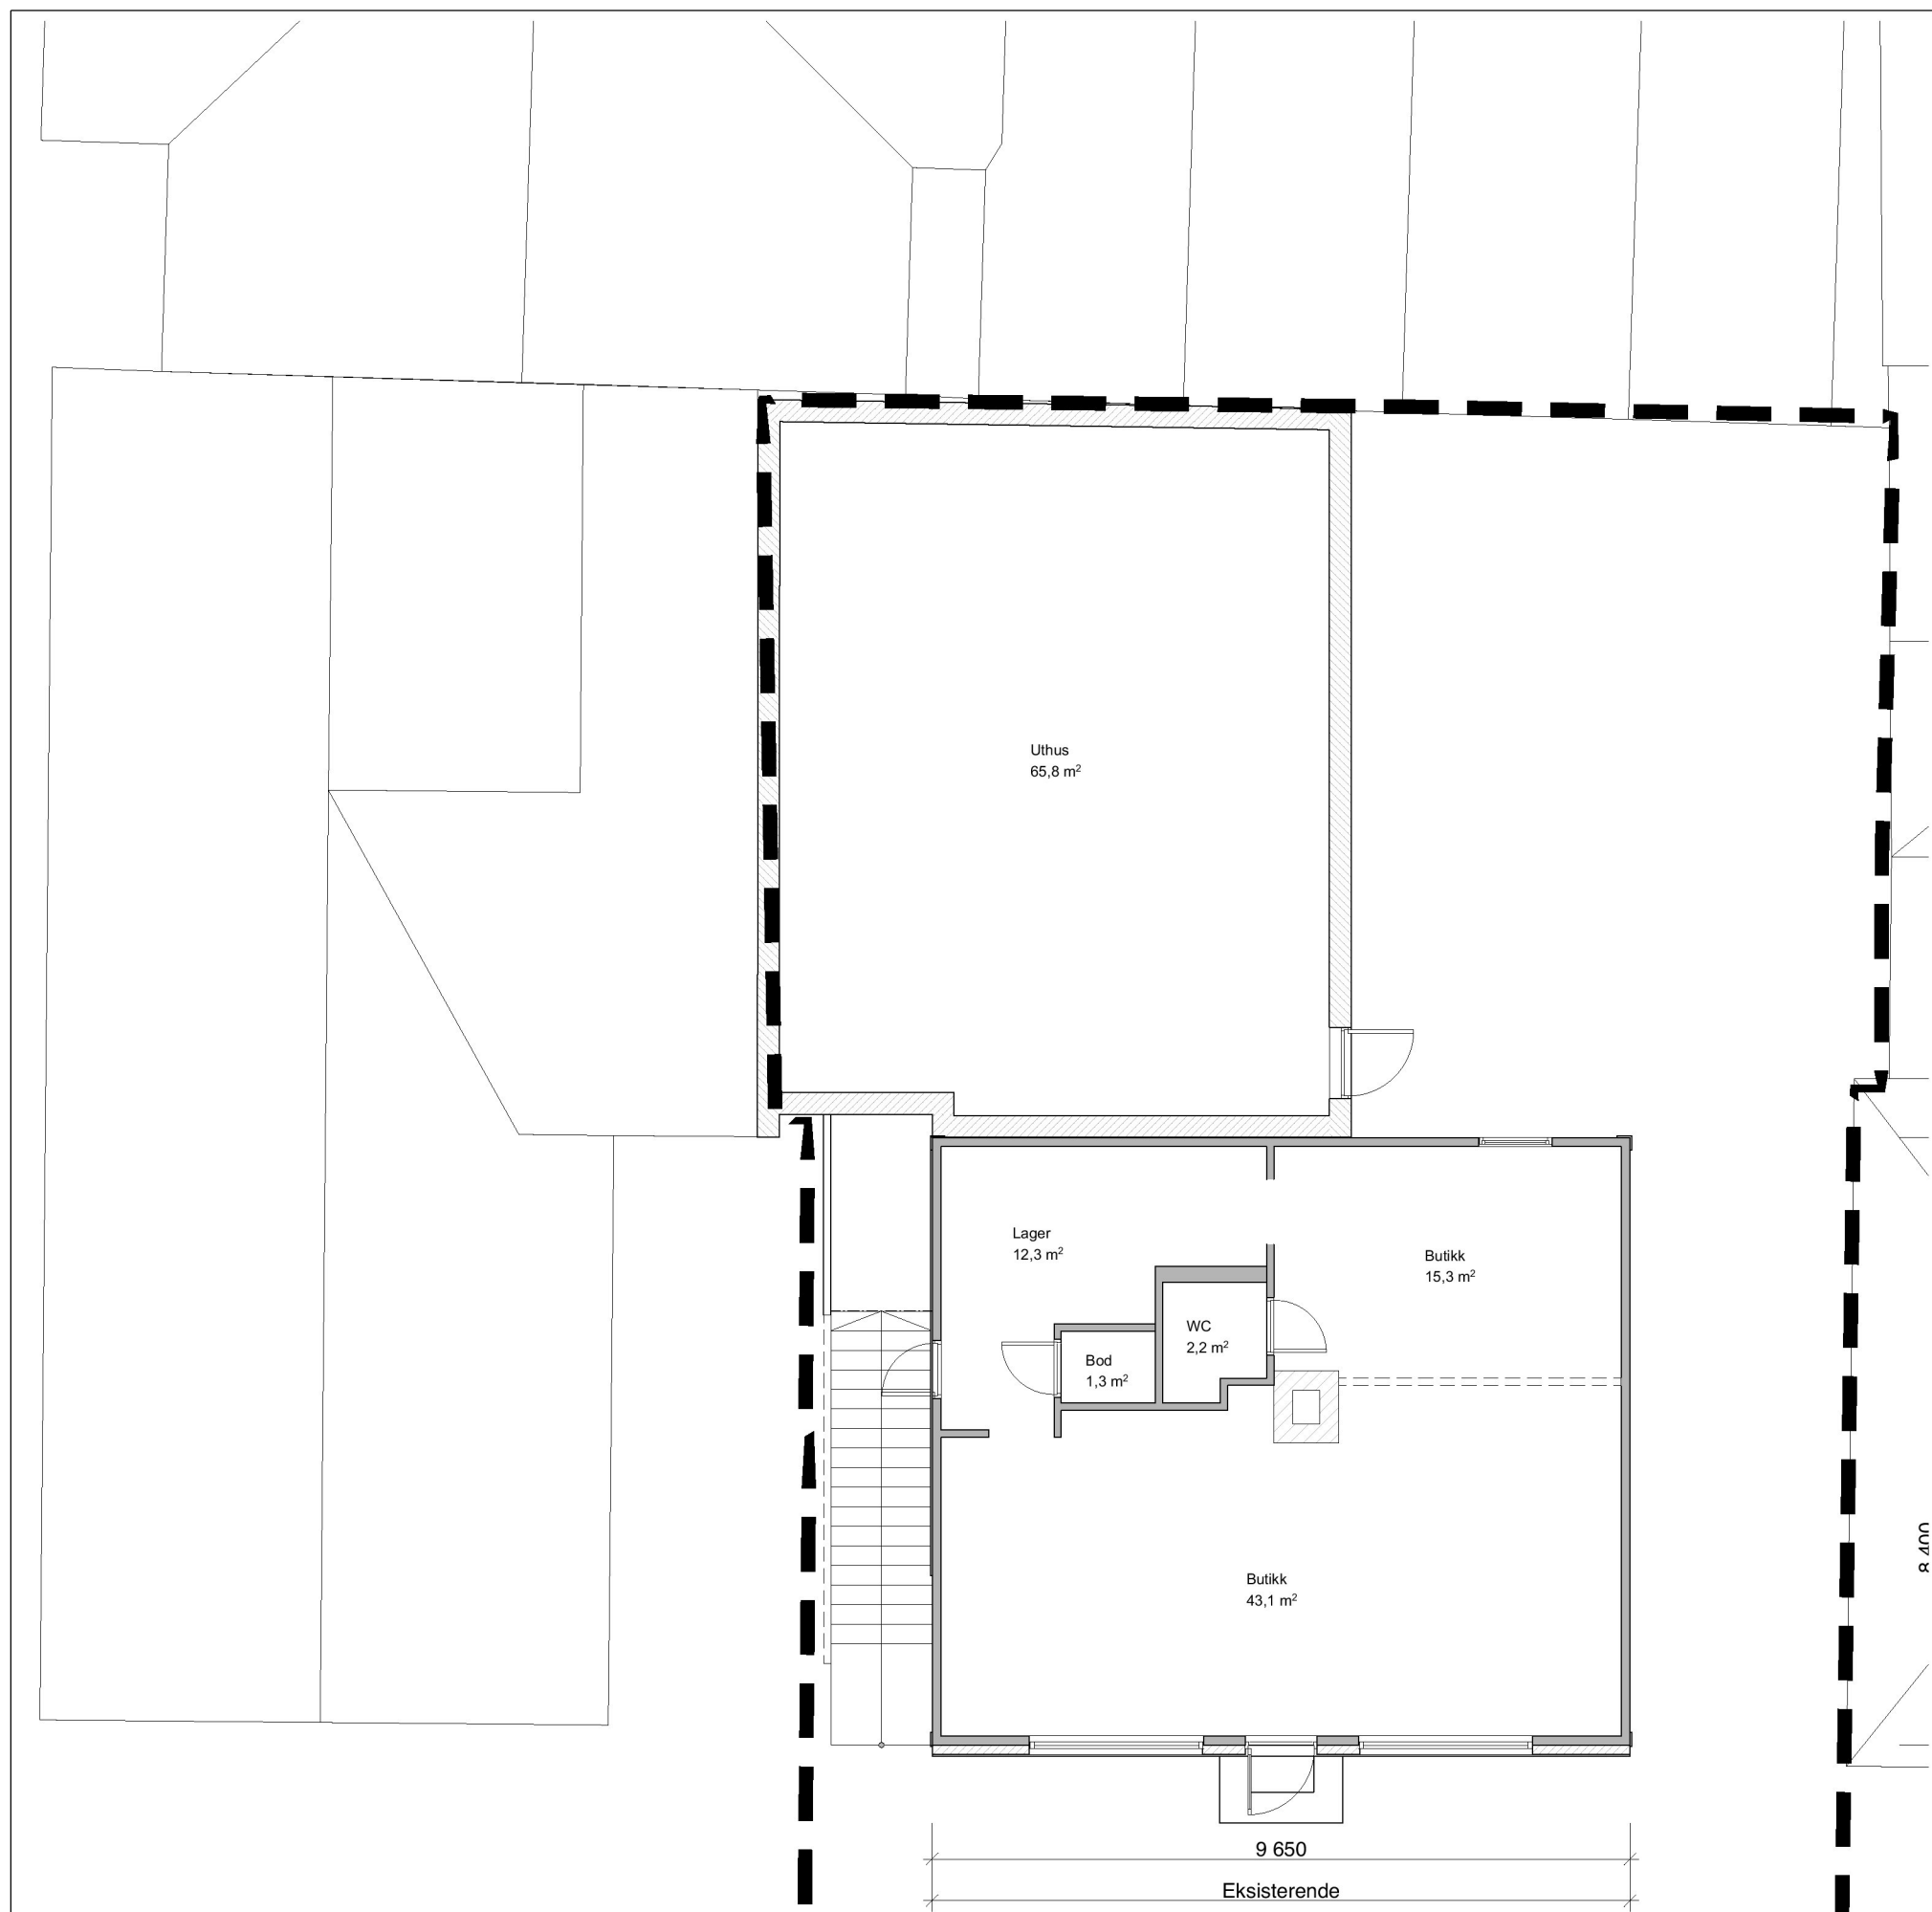 Uthus
65,8 m²
Lager
12,3 m²
Butikk
15,3 m²
WC
2,2 m²
Bod
1,3 m²
8 400
Butikk
43,1 m²
9 650
Eksisterende